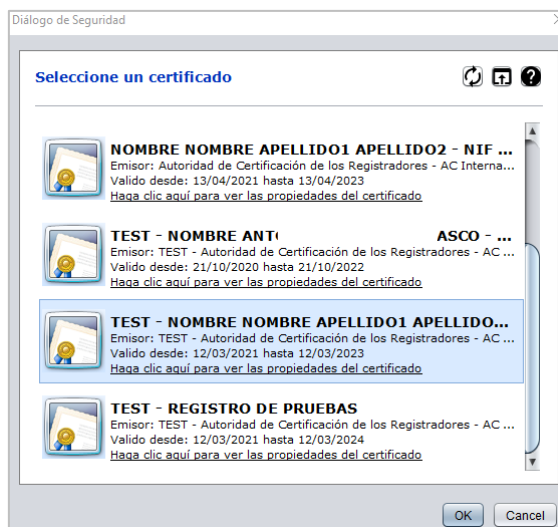 Diálogo de Seguridad
Seleccione un certificado
NOMBRE NOMBRE APELLIDO1 APELLIDO2 - NIF ...
Emisor: Autoridad de Certificación de los Registradores - AC Interna...
Valido desde: 13/04/2021 hasta 13/04/2023
Haga clic aquí para ver las propiedades del certificado
TEST - NOMBRE ANTO ASCO - ...
Emisor: TEST - Autoridad de Certificación de los Registradores - AC ...
Valido desde: 21/10/2020 hasta 21/10/2022
Haga clic aquí para ver las propiedades del certificado
TEST - NOMBRE NOMBRE APELLIDO1 APELLIDO...
Emisor: TEST - Autoridad de Certificación de los Registradores - AC ...
Valido desde: 12/03/2021 hasta 12/03/2023
Haga clic aquí para ver las propiedades del certificado
TEST - REGISTRO DE PRUEBAS
Emisor: TEST - Autoridad de Certificación de los Registradores - AC ...
Valido desde: 12/03/2021 hasta 12/03/2024
Haga clic aquí para ver las propiedades del certificado
OK Cancel